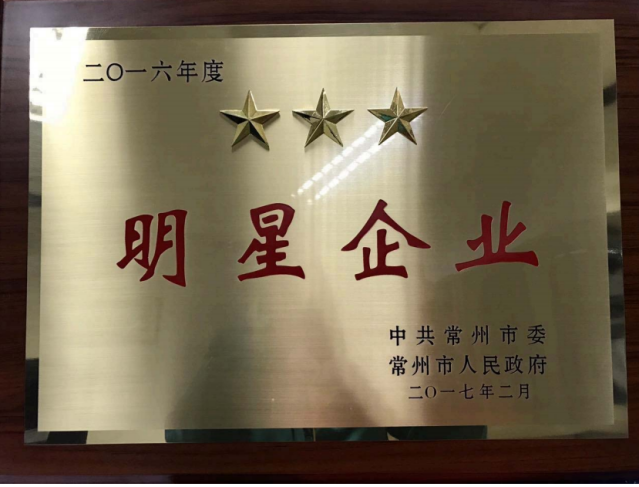 二〇一六年度
明星企业
中共常州市委
常州市人民政府
二〇一七年二月